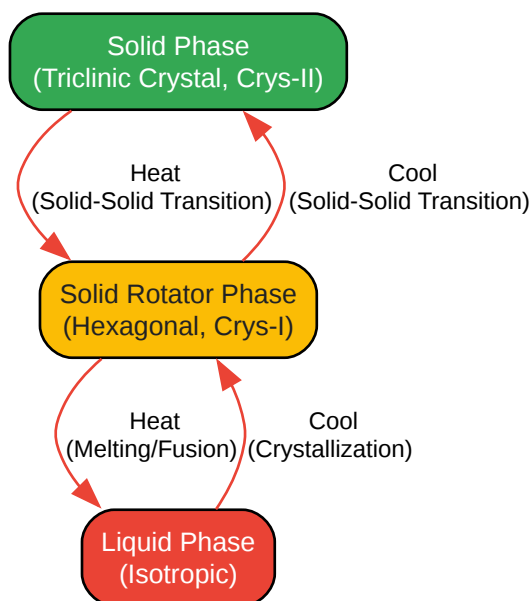 Solid Phase
(Triclinic Crystal, Crys-II)
Heat
(Solid-Solid Transition)
Cool
(Solid-Solid Transition)
Solid Rotator Phase
(Hexagonal, Crys-I)
Heat
(Melting/Fusion)
Cool
(Crystallization)
Liquid Phase
(Isotropic)